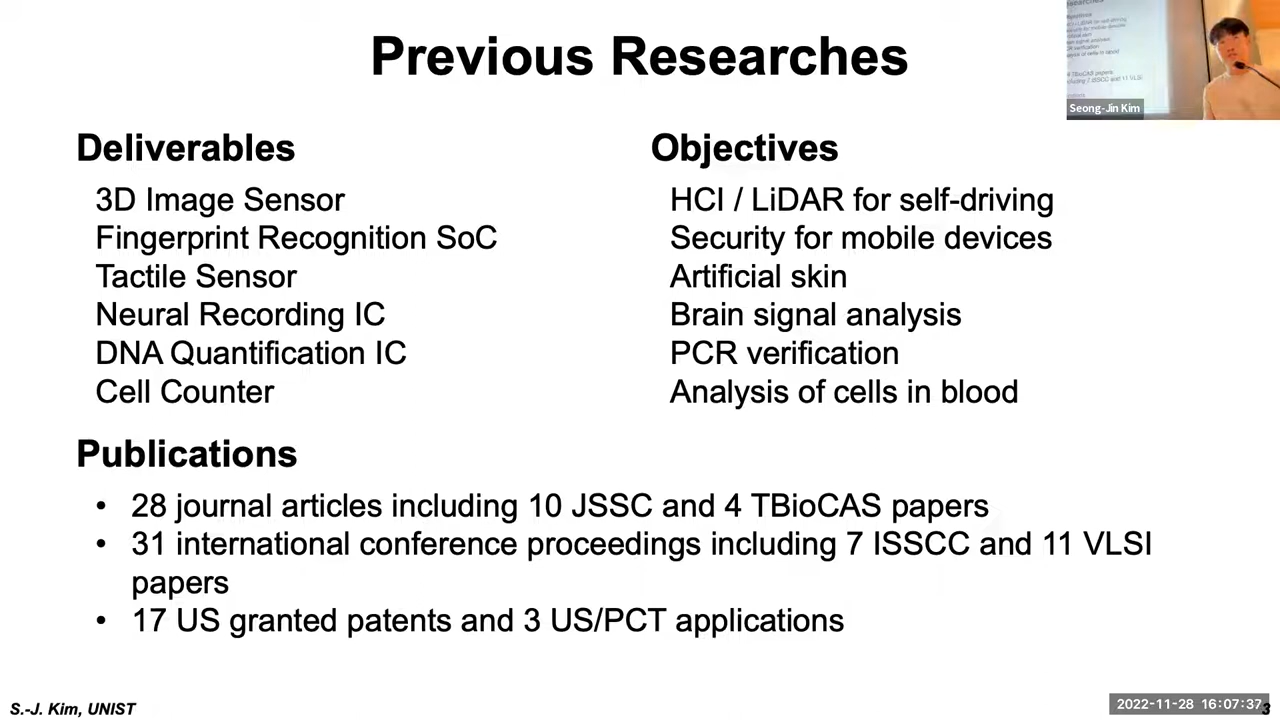 Previous Researches
Deliverables
3D Image Sensor
Fingerprint Recognition SoC
Tactile Sensor
Neural Recording IC
DNA Quantification IC
Cell Counter
Objectives
HCI / LiDAR for self-driving
Security for mobile devices
Artificial skin
Brain signal analysis
PCR verification
Analysis of cells in blood
Publications
• 28 journal articles including 10 JSSC and 4 TBioCAS papers
• 31 international conference proceedings including 7 ISSCC and 11 VLSI
papers
• 17 US granted patents and 3 US/PCT applications
Seong-Jin Kim
S.-J. Kim, UNIST
2022-11-28 16:07:37
3